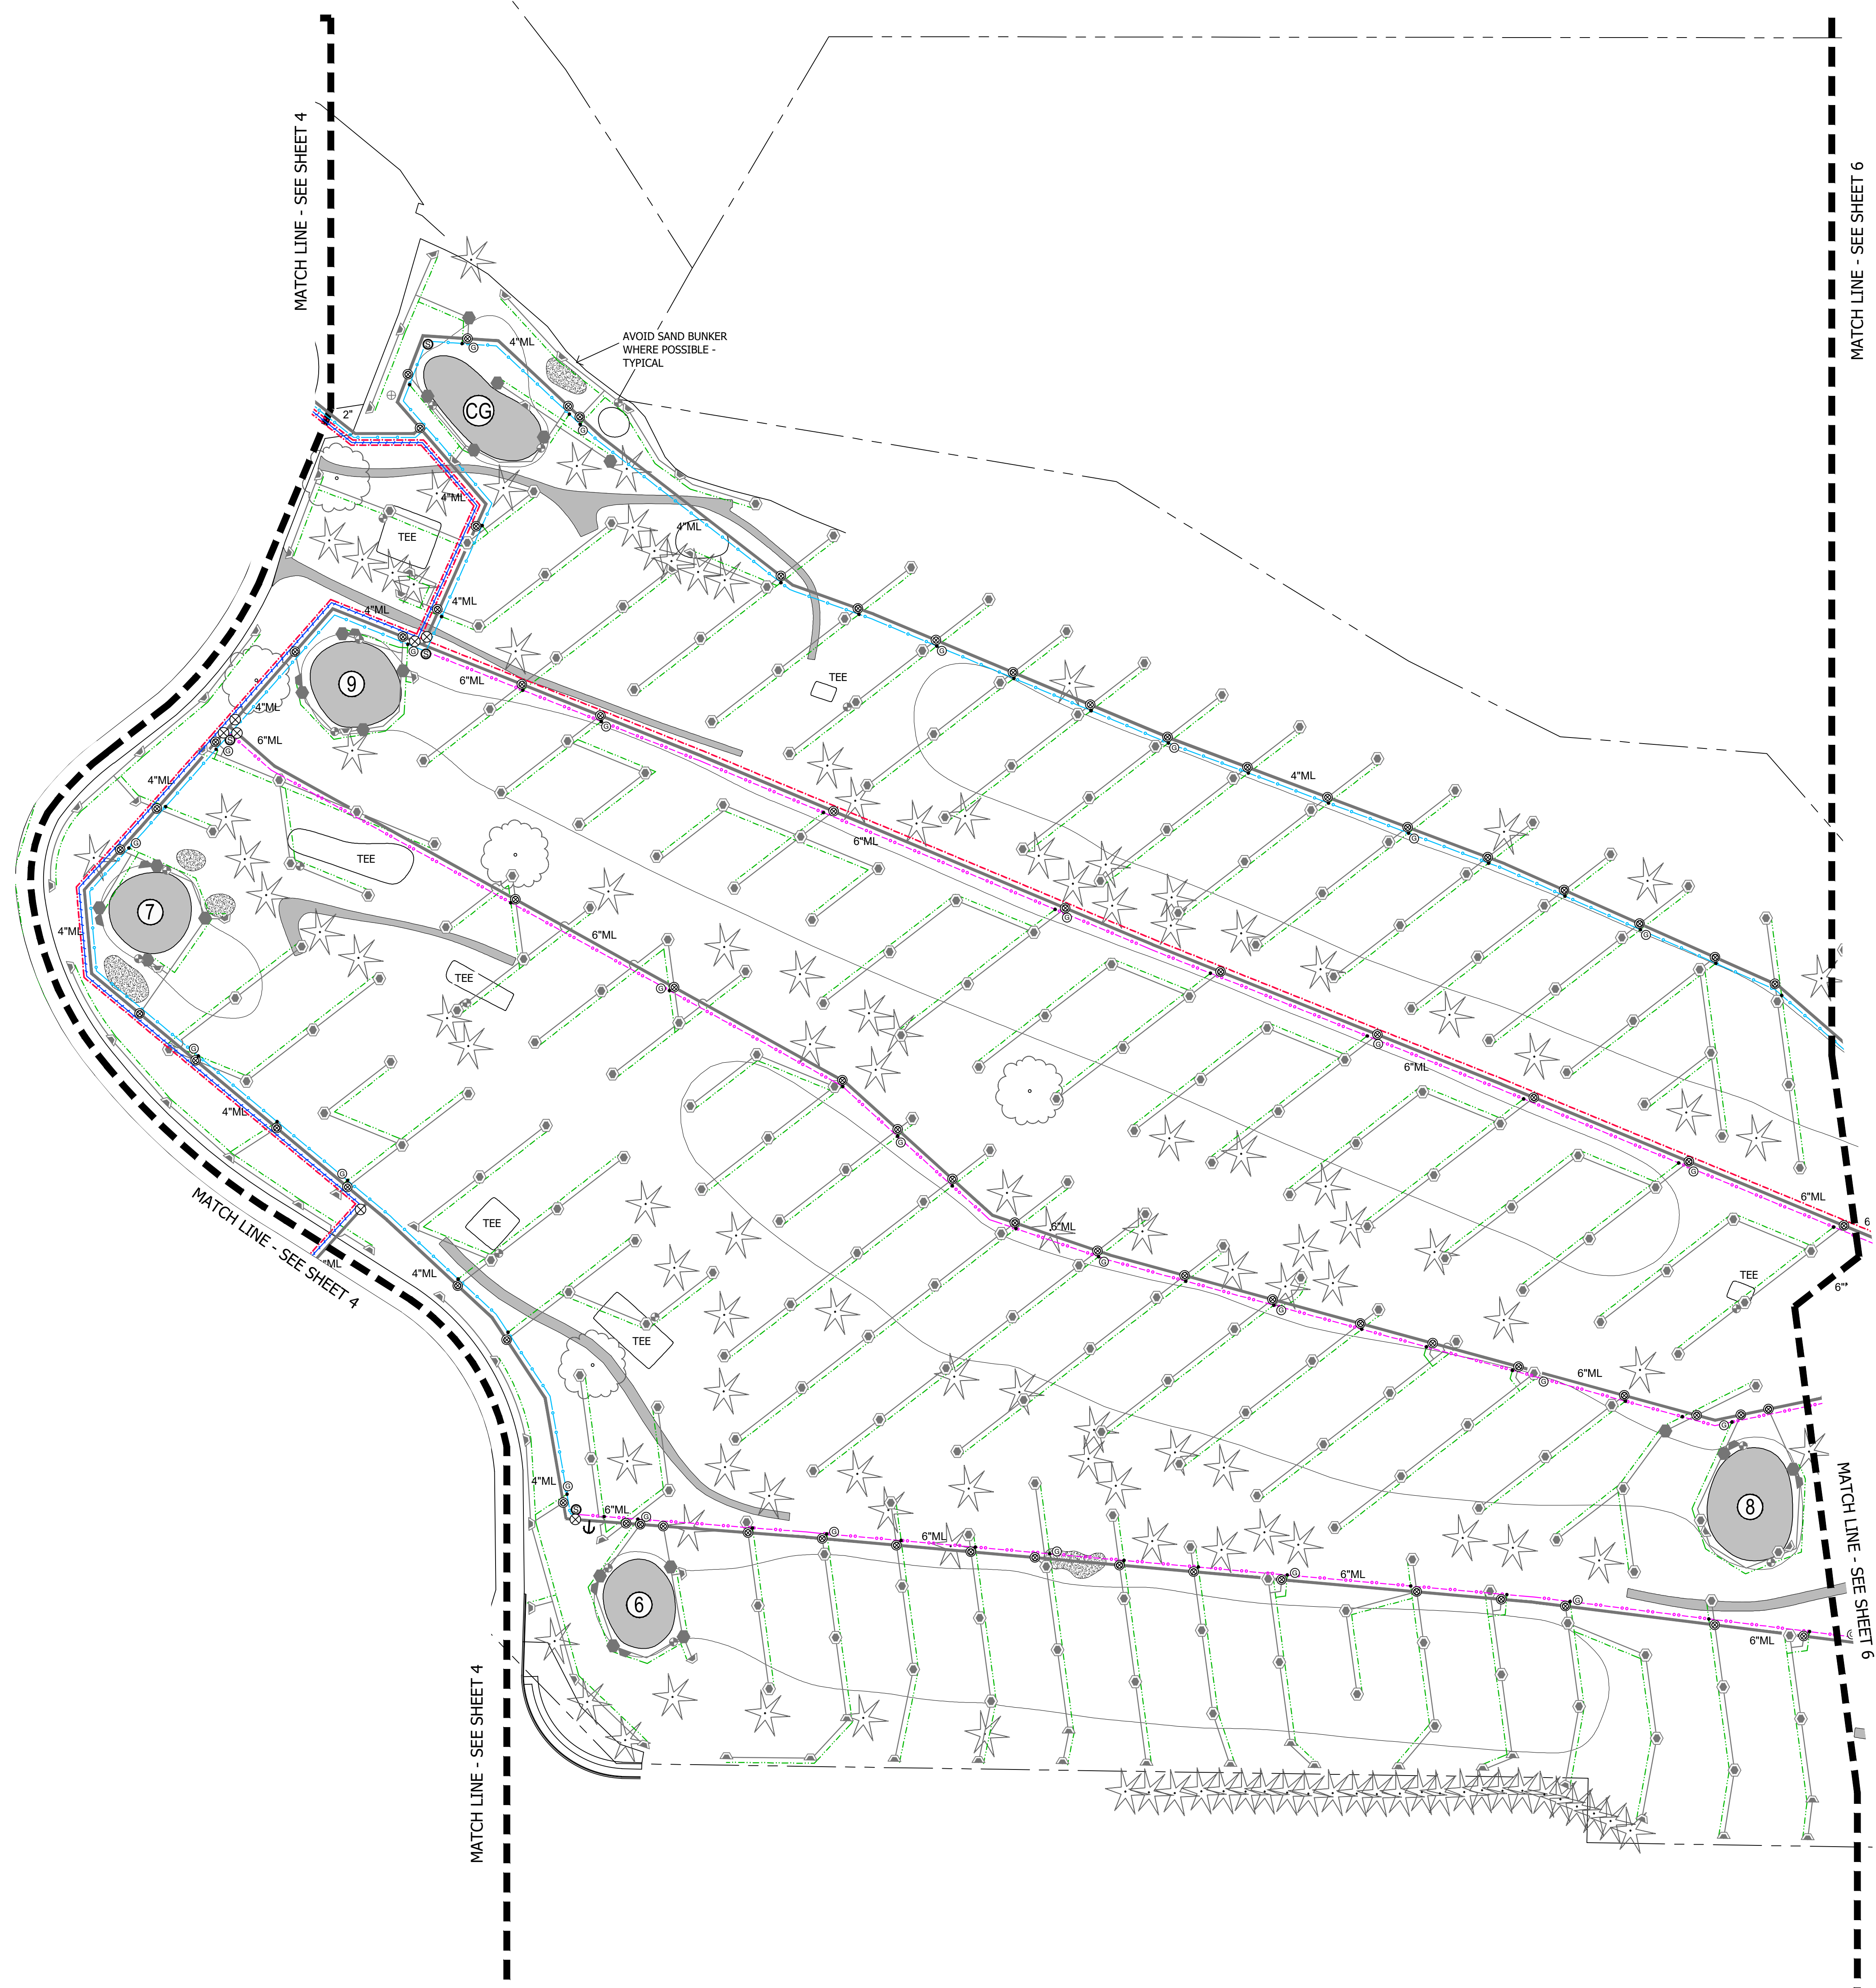 MATCH LINE - SEE SHEET 4
MATCH LINE - SEE SHEET 6
AVOID SAND BUNKER
WHERE POSSIBLE -
TYPICAL
S
G
4"ML
CG
G
2"
4"ML
4"ML
TEE
4"ML
4"ML
G
S
9
6"ML
TEE
G
G
4"ML
S
G
6"ML
G
4"ML
4"ML
G
6"ML
G
TEE
7
4"ML
6"ML
G
G
TEE
G
G
G
6"ML
4"ML
G
G
G
MATCH LINE - SEE SHEET 4
TEE
6"ML
6"ML
6
G
4"ML
TEE
6"
G
TEE
6"ML
G
G
4"ML
G
S
6"ML
G
G
6"ML
8
MATCH LINE - SEE SHEET 6
G
G
6"ML
G
6
6"ML
MATCH LINE - SEE SHEET 4